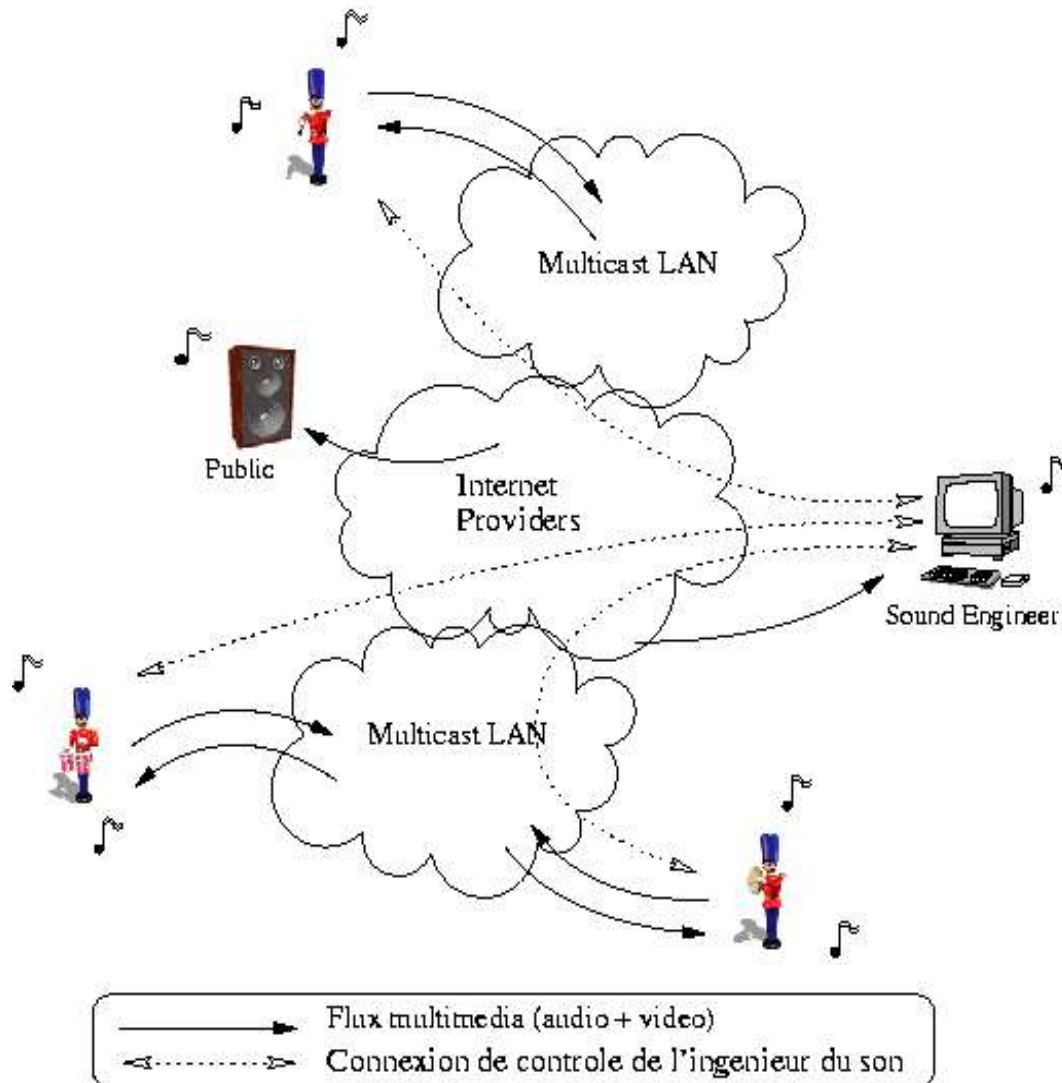 Multicast LAN
Public
Internet
Providers
Sound Engineer
Multicast LAN
Flux multimedia (audio + video)
Connexion de controle de l'ingenieur du son